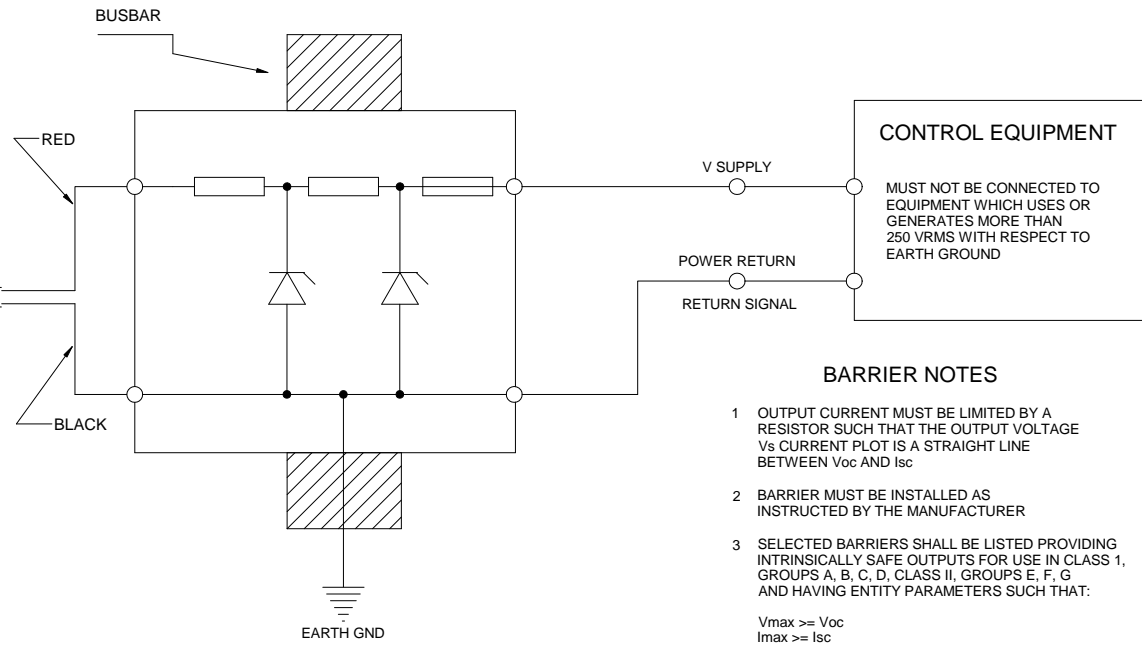 BUSBAR
RED
BLACK
EARTH GND
V SUPPLY
POWER RETURN
RETURN SIGNAL
CONTROL EQUIPMENT
MUST NOT BE CONNECTED TO
EQUIPMENT WHICH USES OR
GENERATES MORE THAN
250 VRMS WITH RESPECT TO
EARTH GROUND
BARRIER NOTES
1 OUTPUT CURRENT MUST BE LIMITED BY A
RESISTOR SUCH THAT THE OUTPUT VOLTAGE
Vs CURRENT PLOT IS A STRAIGHT LINE
BETWEEN Voc AND Isc
2 BARRIER MUST BE INSTALLED AS
INSTRUCTED BY THE MANUFACTURER
3 SELECTED BARRIERS SHALL BE LISTED PROVIDING
INTRINSICALLY SAFE OUTPUTS FOR USE IN CLASS 1,
GROUPS A, B, C, D, CLASS II, GROUPS E, F, G
AND HAVING ENTITY PARAMETERS SUCH THAT:
Vmax >= Voc
Imax >= Isc